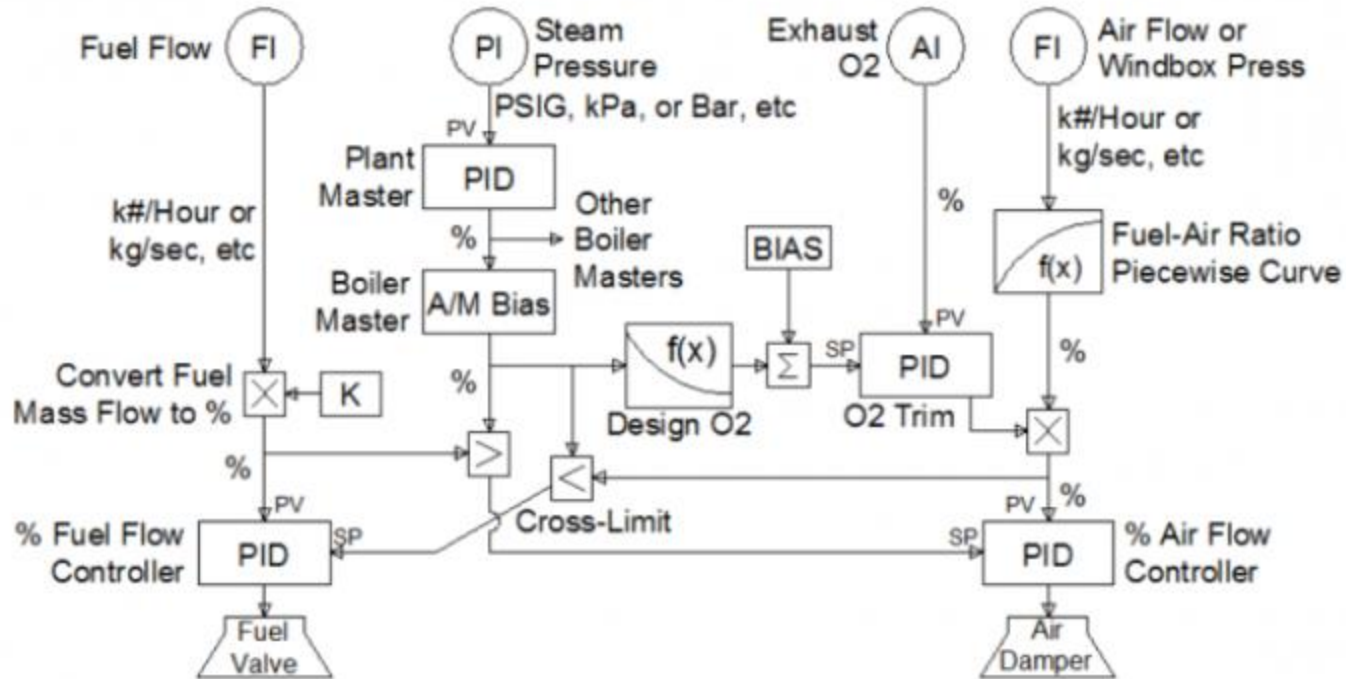 Fuel Flow
FI
PI
Steam
Pressure
Exhaust
O2
AI
FI
Air Flow or
Windbox Press
PSIG, kPa, or Bar, etc
PV
Plant
Master
PID
k#/Hour or
kg/sec, etc
%
Other
Boiler
Masters
Boiler
Master
A/M Bias
BIAS
%
k#/Hour or
kg/sec, etc
f(x)
Fuel-Air Ratio
Piecewise Curve
Convert Fuel
Mass Flow to %
K
%
f(x)
Design O2
Σ
SP
PV
PID
O2 Trim
%
%
>
<
Cross-Limit
% Fuel Flow
Controller
PV
PID
SP
SP
PV
%
PID
% Air Flow
Controller
Fuel
Valve
Air
Damper